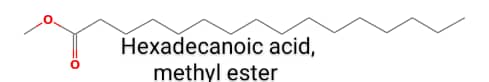 O
O
Hexadecanoic acid,
methyl ester